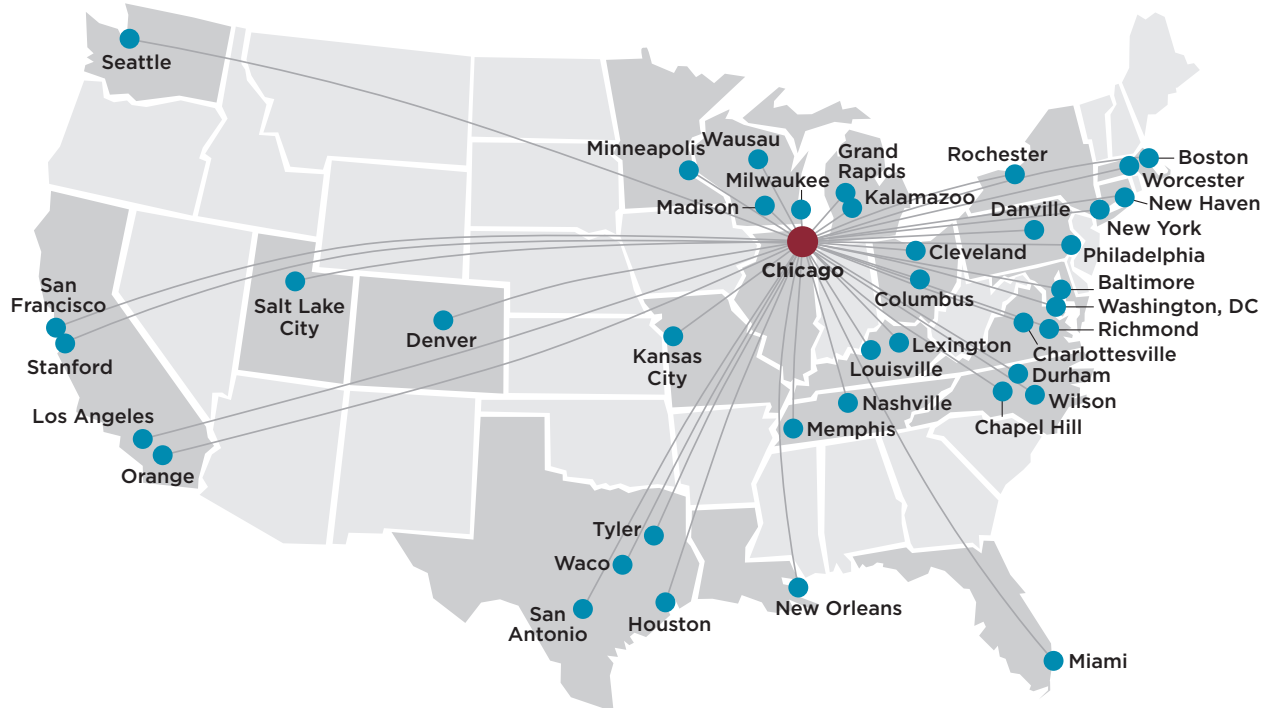 Seattle
Minneapolis
Wausau
Milwaukee
Madison
Grand
Rapids
Kalamazoo
Chicago
Rochester
Boston
Worcester
New Haven
Danville
New York
Philadelphia
Cleveland
Columbus
Baltimore
Washington, DC
Richmond
Charlottesville
San
Francisco
Stanford
Salt Lake
City
Denver
Kansas
City
Lexington
Louisville
Durham
Wilson
Chapel Hill
Nashville
Memphis
Los Angeles
Orange
Tyler
Waco
San
Antonio
Houston
New Orleans
Miami